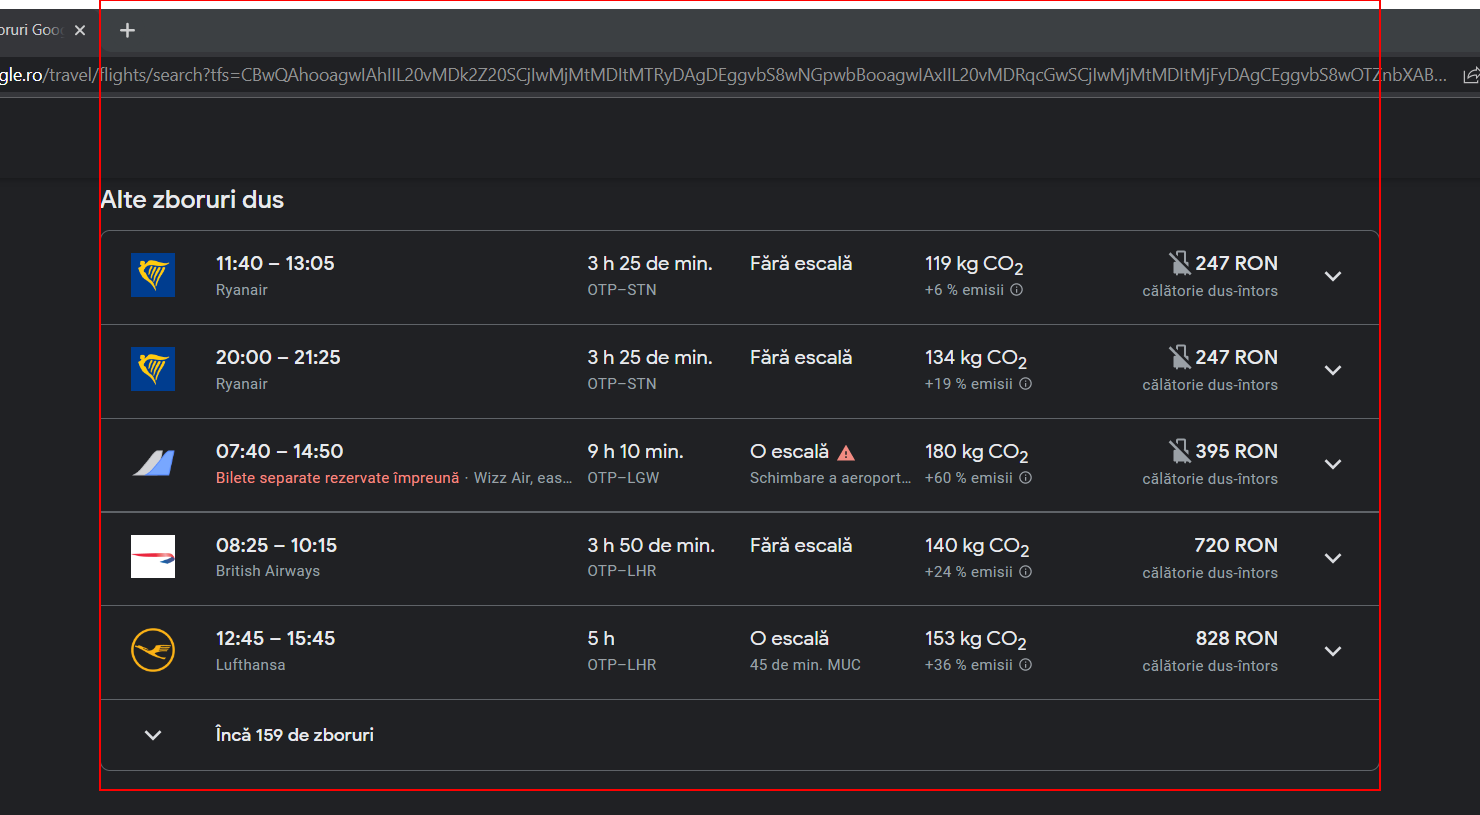 oruri Goo
gle.ro/travel/flights/search?tfs=CBwQAhooagwIAhIIL20vMDk2Z20SCjIwMjMtMDItMTRyDAgDEggvbS8wNGpwbBooagwIAxIIL20vMDRqcGwSCjIwMjMtMDItMjFyDAgCEggvbS8wOTZnbXAB...
Alte zboruri dus
11:40 – 13:05 3 h 25 de min. Fără escală 119 kg CO2 247 RON
Ryanair OTP–STN +6 % emisii călătorie dus-întors
20:00 – 21:25 3 h 25 de min. Fără escală 134 kg CO2 247 RON
Ryanair OTP–STN +19 % emisii călătorie dus-întors
07:40 – 14:50 9 h 10 min. O escală 180 kg CO2 395 RON
Bilete separate rezervate împreună · Wizz Air, eas... OTP–LGW Schimbare a aeroport... +60 % emisii călătorie dus-întors
08:25 – 10:15 3 h 50 de min. Fără escală 140 kg CO2 720 RON
British Airways OTP–LHR +24 % emisii călătorie dus-întors
12:45 – 15:45 5 h O escală 153 kg CO2 828 RON
Lufthansa OTP–LHR 45 de min. MUC +36 % emisii călătorie dus-întors
Încă 159 de zboruri